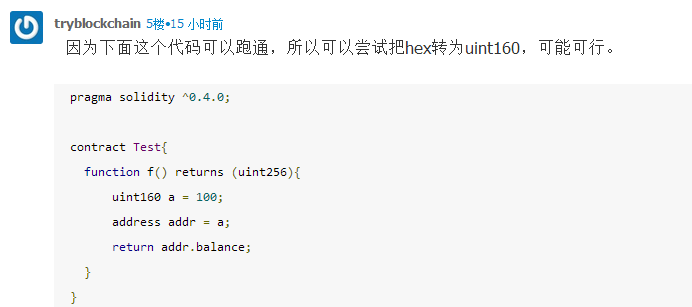 tryblockchain 5楼•15 小时前
因为下面这个代码可以跑通，所以可以尝试把hex转为uint160，可能可行。
pragma solidity ^0.4.0;
contract Test{
function f() returns (uint256){
uint160 a = 100;
address addr = a;
return addr.balance;
}
}